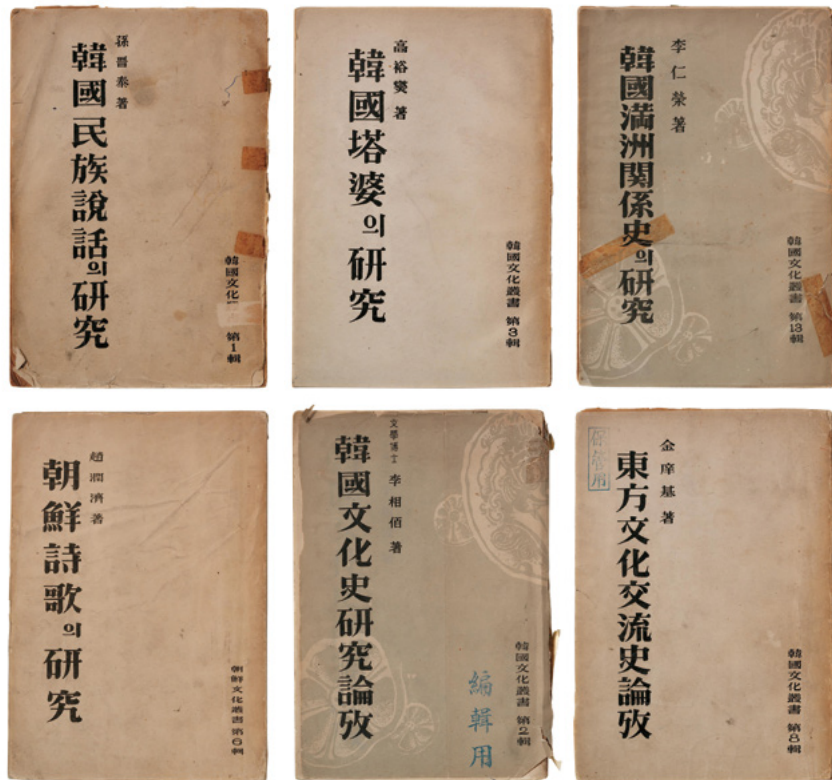 孫晋泰著
韓國民族說話의研究
韓國文化
第1輯
高裕燮著
韓國塔婆의研究
韓國文化叢書 第3輯
李仁榮著
韓國滿洲關係史의研究
韓國文化叢書 第13輯
趙潤濟著
朝鮮詩歌의研究
朝鮮文化叢書 第6輯
文學博士 李相佰著
韓國文化史研究論攷
韓國文化叢書 第2輯
編輯用
保管用
金庠基著
東方文化交流史論攷
韓國文化叢書 第8輯